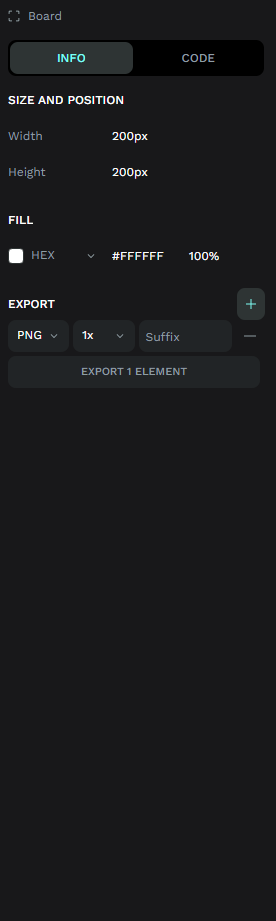 Board
INFO CODE
SIZE AND POSITION
Width 200px
Height 200px
FILL
HEX #FFFFFF 100%
EXPORT
PNG 1x Suffix
EXPORT 1 ELEMENT